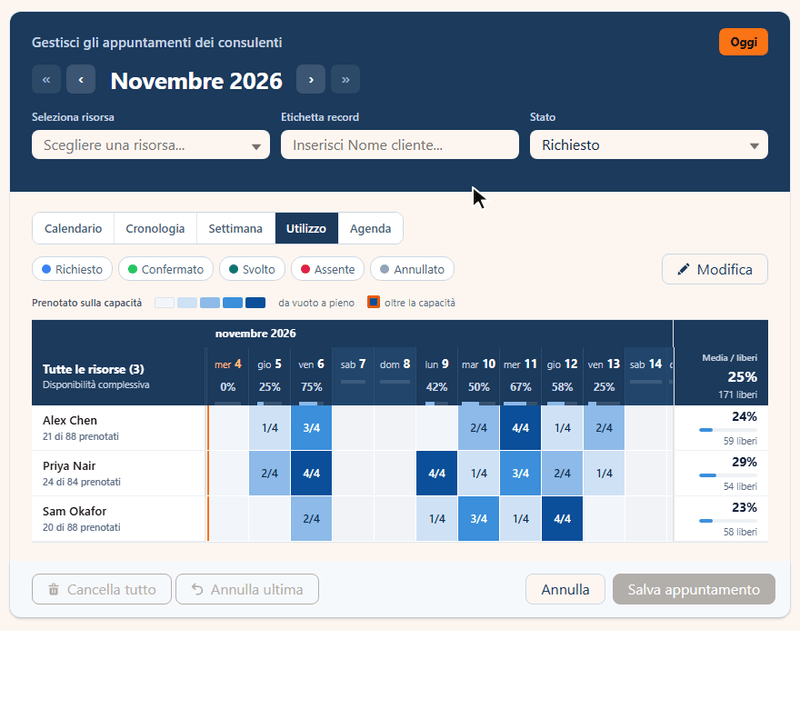 Gestisci gli appuntamenti dei consulenti
Oggi
« ‹ Novembre 2026 › »
Seleziona risorsa Etichetta record Stato
Scegliere una risorsa... Inserisci Nome cliente... Richiesto
Calendario Cronologia Settimana Utilizzo Agenda
Richiesto Confermato Svolto Assente Annullato Modifica
Prenotato sulla capacità da vuoto a pieno oltre la capacità
novembre 2026
mer 4 gio 5 ven 6 sab 7 dom 8 lun 9 mar 10 mer 11 gio 12 ven 13 sab 14
Media / liberi
Tutte le risorse (3)
Disponibilità complessiva
0% 25% 75% 42% 50% 67% 58% 25%
25%
171 liberi
Alex Chen
21 di 88 prenotati
1/4 3/4 2/4 4/4 1/4 2/4
24%
59 liberi
Priya Nair
24 di 84 prenotati
2/4 4/4 4/4 1/4 3/4 2/4 1/4
29%
54 liberi
Sam Okafor
20 di 88 prenotati
2/4 1/4 3/4 1/4 4/4
23%
58 liberi
Cancella tutto Annulla ultima Annulla Salva appuntamento